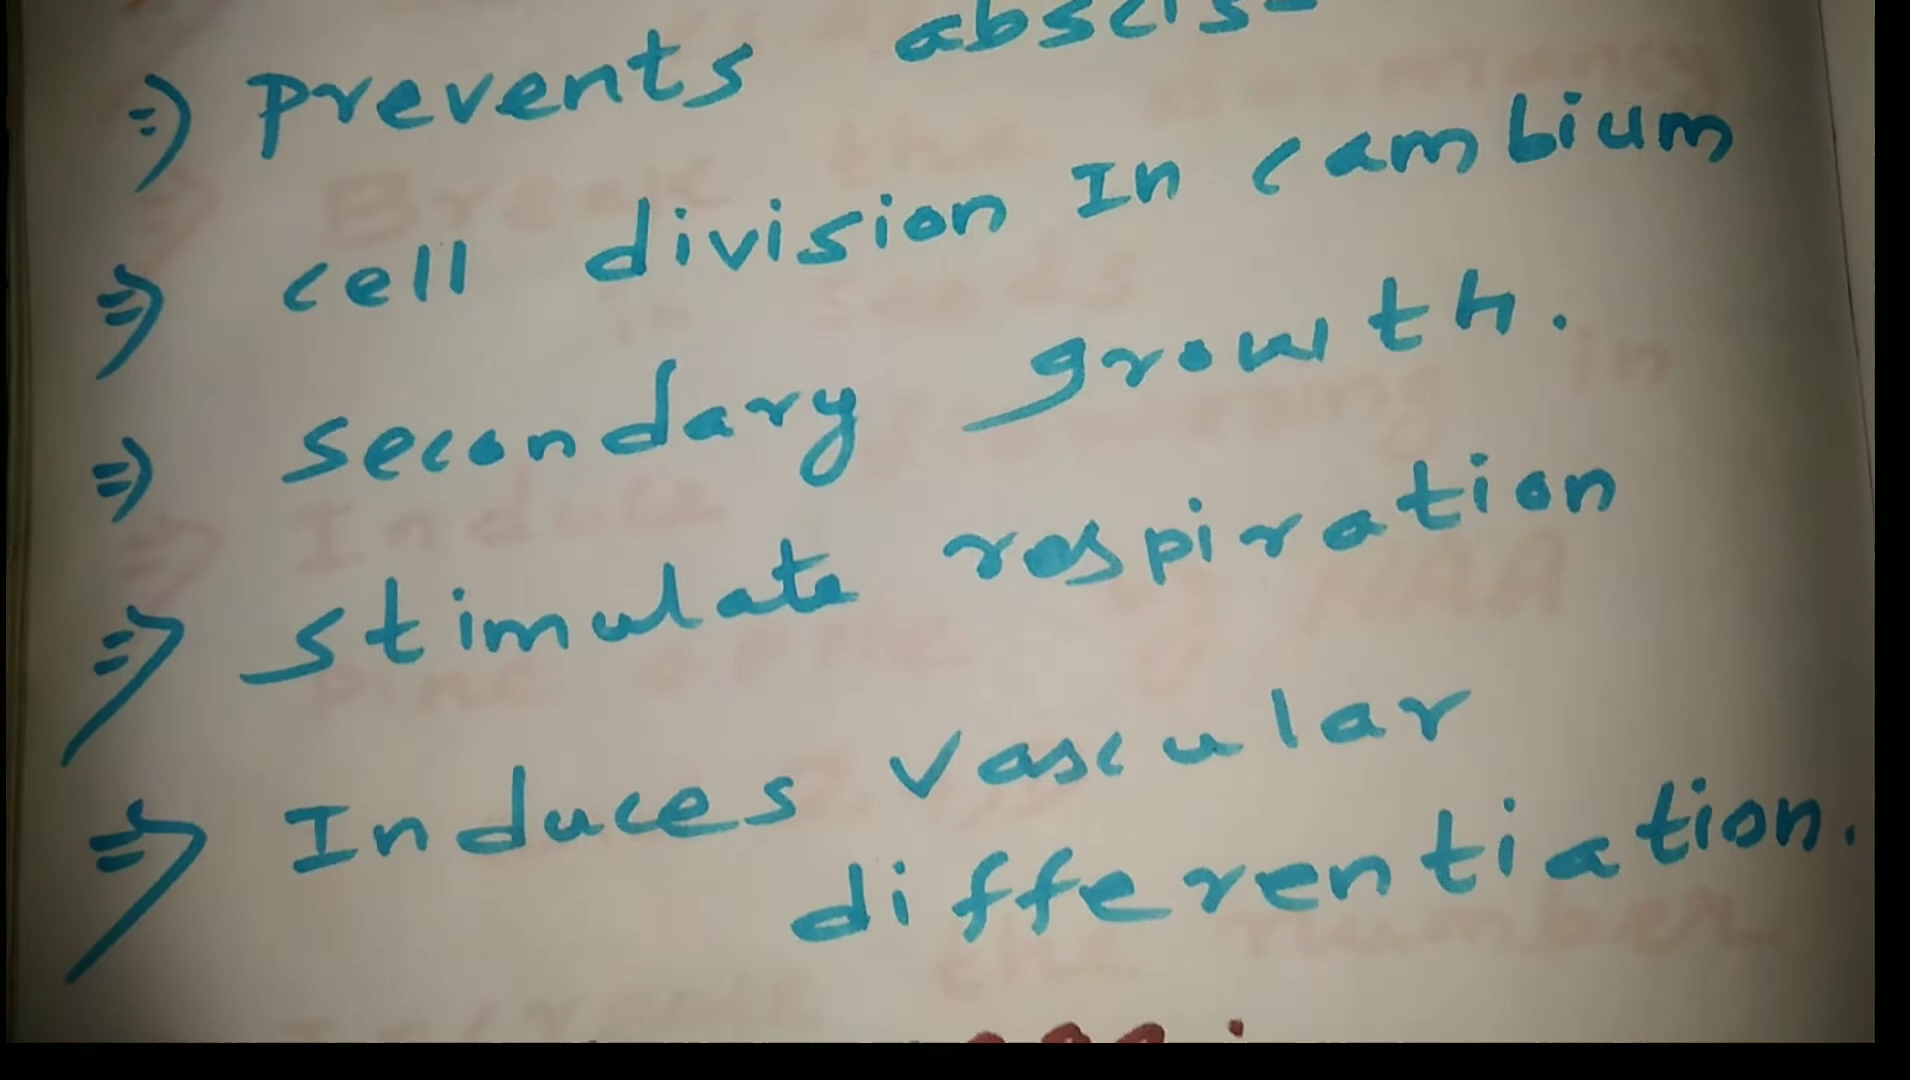 ⇒ prevents
⇒ cell division In cambium
⇒ secondary growth.
⇒ stimulate respiration
⇒ Induces vascular
differentiation.